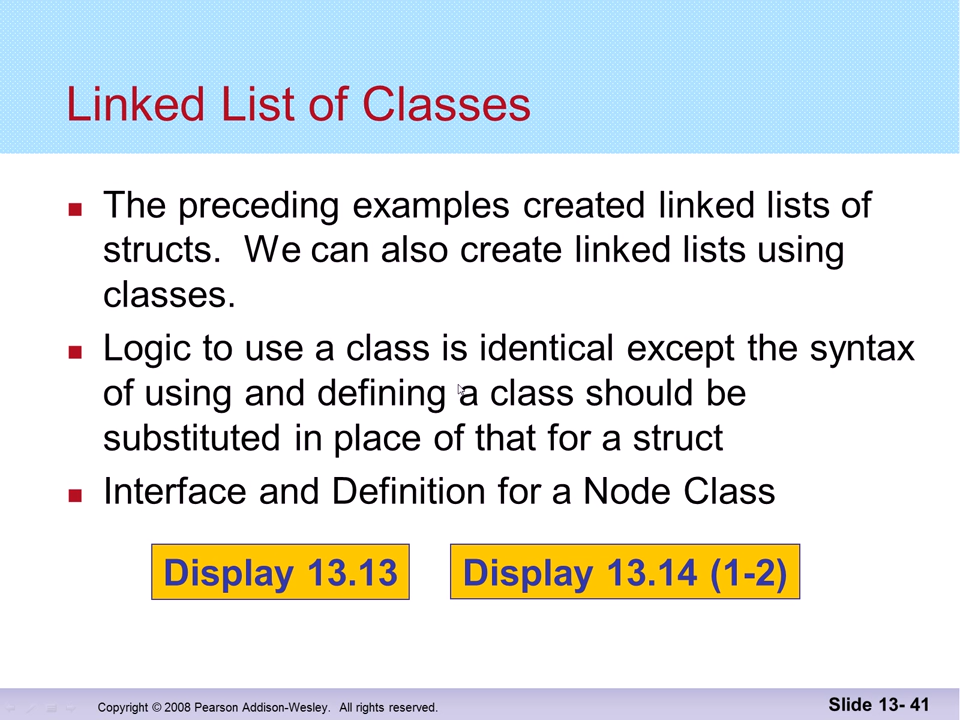 Linked List of Classes
The preceding examples created linked lists of
structs.  We can also create linked lists using
classes.
Logic to use a class is identical except the syntax
of using and defining a class should be
substituted in place of that for a struct
Interface and Definition for a Node Class
Display 13.13
Display 13.14 (1-2)
Copyright © 2008 Pearson Addison-Wesley.  All rights reserved.
Slide 13- 41